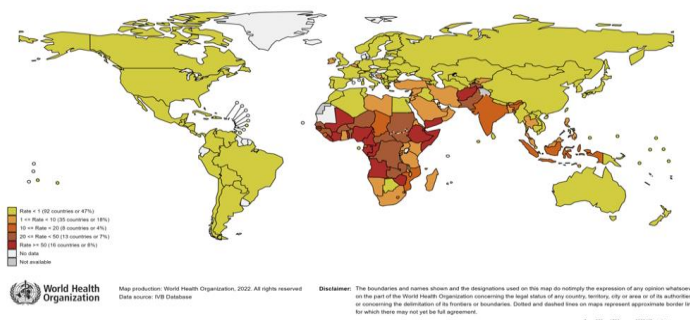 Rate < 1 (82 countries or 47%)
1 <= Rate < 10 (35 countries or 18%)
10 <= Rate < 20 (8 countries or 4%)
20 <= Rate < 50 (13 countries or 7%)
Rate >= 50 (16 countries or 8%)
No data
Not available
World Health
Organization
Map production: World Health Organization, 2022. All rights reserved
Data source: IVB Database
Disclaimer: The boundaries and names shown and the designations used on this map do notimply the expression of any opinion whatsoev
on the part of the World Health Organization concerning the legal status of any country, territory, city or area or of its authorities
or concerning the delimitation of its frontiers or boundaries. Dotted and dashed lines on maps represent approximate border lin
for which there may not yet be full agreement.